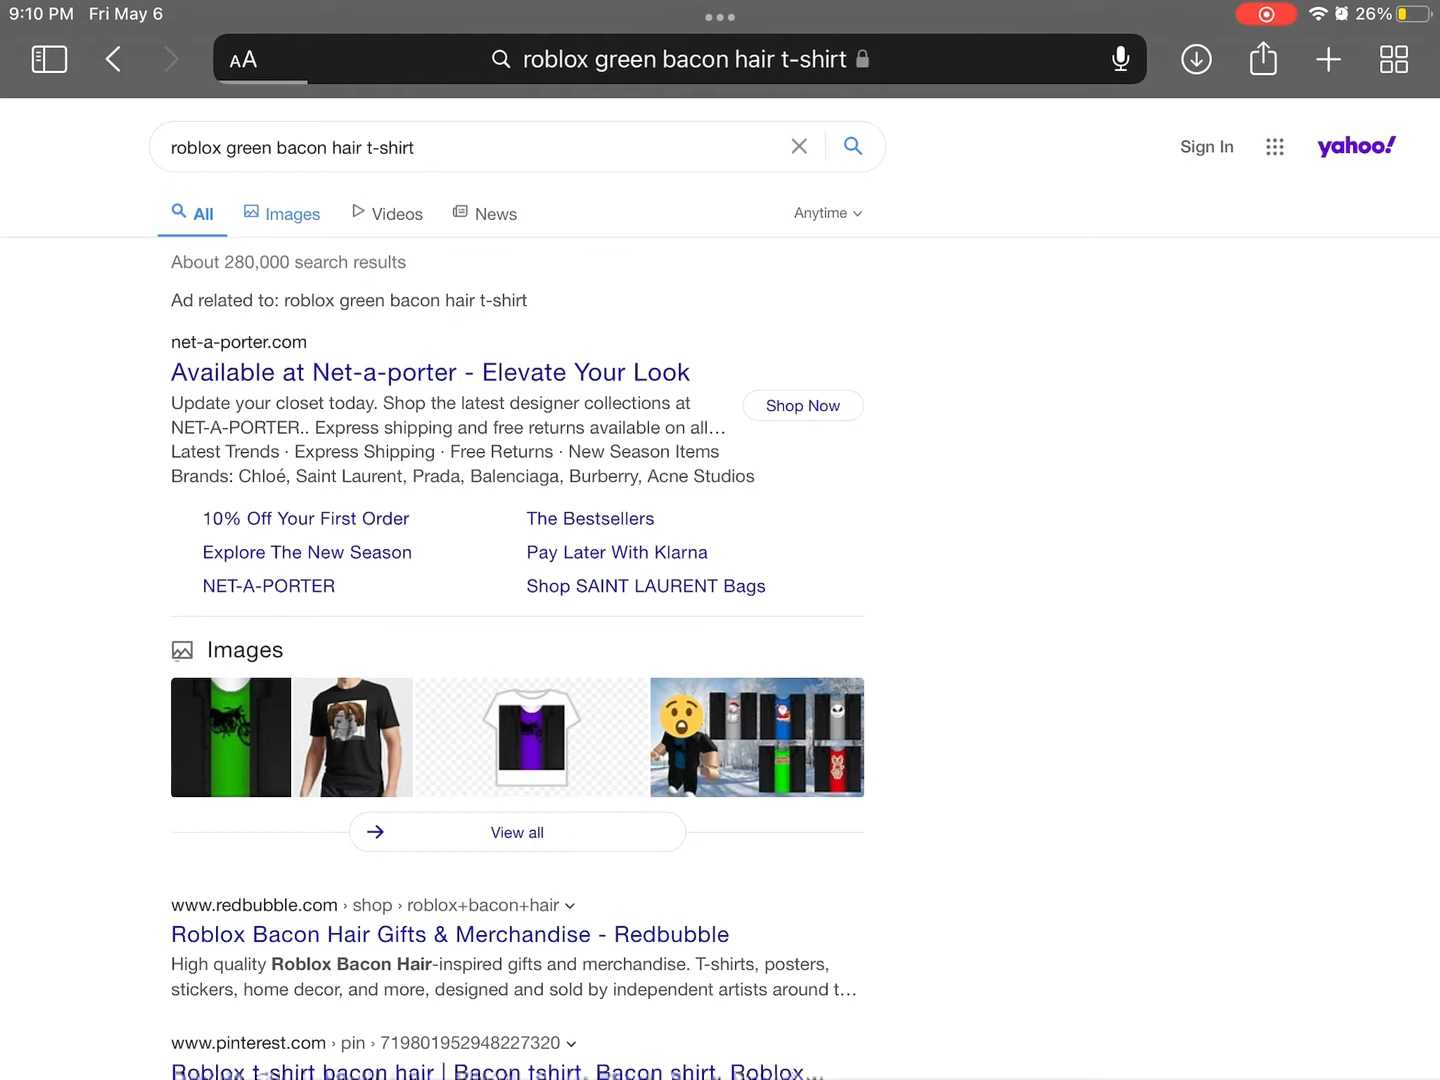 9:10 PM Fri May 6
26%
AA
roblox green bacon hair t-shirt
roblox green bacon hair t-shirt
Sign In
yahoo!
All
Images
Videos
News
Anytime
About 280,000 search results
Ad related to: roblox green bacon hair t-shirt
net-a-porter.com
Available at Net-a-porter - Elevate Your Look
Update your closet today. Shop the latest designer collections at
NET-A-PORTER.. Express shipping and free returns available on all...
Shop Now
Latest Trends · Express Shipping · Free Returns · New Season Items
Brands: Chloé, Saint Laurent, Prada, Balenciaga, Burberry, Acne Studios
10% Off Your First Order
The Bestsellers
Explore The New Season
Pay Later With Klarna
NET-A-PORTER
Shop SAINT LAURENT Bags
Images
View all
www.redbubble.com › shop › roblox+bacon+hair
Roblox Bacon Hair Gifts & Merchandise - Redbubble
High quality Roblox Bacon Hair-inspired gifts and merchandise. T-shirts, posters,
stickers, home decor, and more, designed and sold by independent artists around t...
www.pinterest.com › pin › 719801952948227320
Roblox t-shirt bacon hair | Bacon tshirt, Bacon shirt, Roblox...